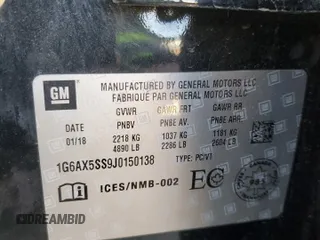 GM
MANUFACTURED BY GENERAL MOTORS LLC
FABRIQUÉ PAR GENERAL MOTORS LLC
GVWR GAWR FRT GAWR RR
PNBV PNBE AV. PNBE ARR
01/18 2218 KG 1037 KG 1181 KG
4890 LB 2286 LB 2604 LB
1G6AX5SS9J0150138 TYPE: PC/VT
ICES/NMB-002 EC
DREAMBID